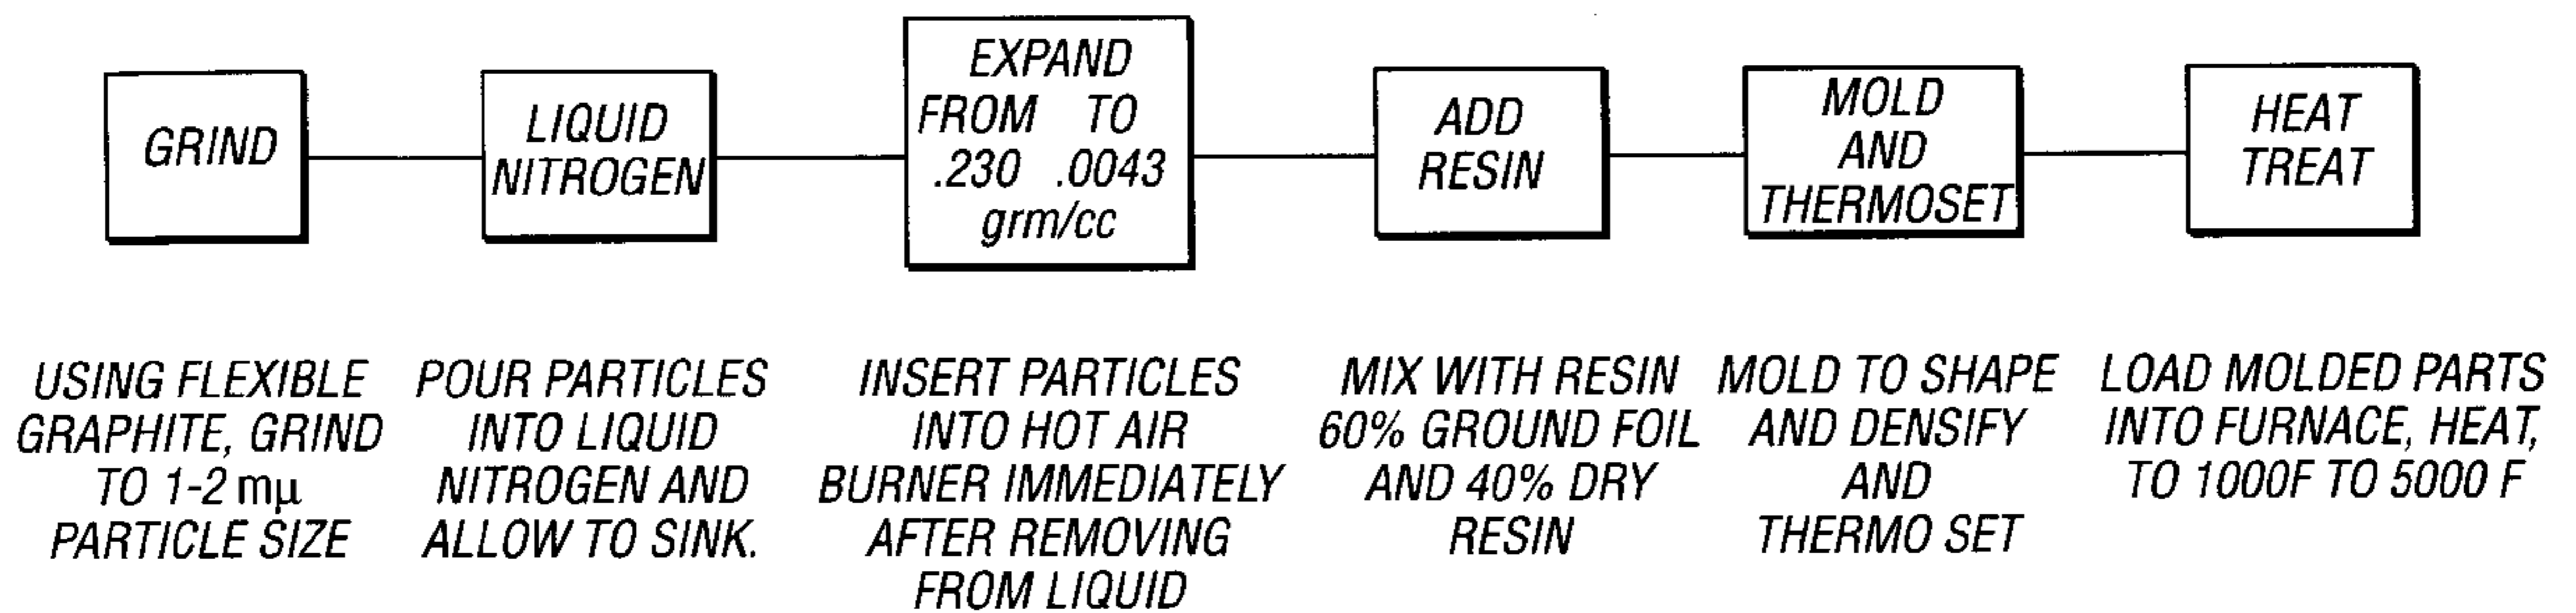 GRIND
LIQUID
NITROGEN
EXPAND
FROM TO
.230 .0043
grm/cc
ADD
RESIN
MOLD
AND
THERMOSET
HEAT
TREAT
USING FLEXIBLE
GRAPHITE, GRIND
TO 1-2 mμ
PARTICLE SIZE
POUR PARTICLES
INTO LIQUID
NITROGEN AND
ALLOW TO SINK.
INSERT PARTICLES
INTO HOT AIR
BURNER IMMEDIATELY
AFTER REMOVING
FROM LIQUID
MIX WITH RESIN
60% GROUND FOIL
AND 40% DRY
RESIN
MOLD TO SHAPE
AND DENSIFY
AND
THERMO SET
LOAD MOLDED PARTS
INTO FURNACE, HEAT,
TO 1000F TO 5000 F